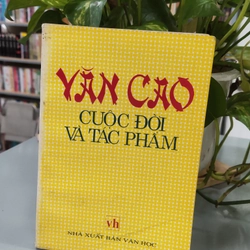 VĂN CAO
CUỘC ĐỜI
VÀ TÁC PHẨM
vh
NHÀ XUẤT BẢN VĂN HỌC